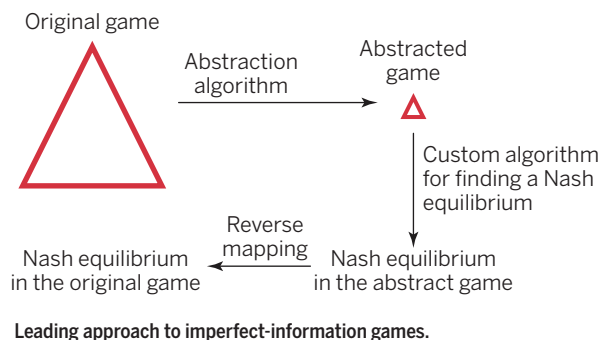 Original game
Abstraction
algorithm
Abstracted
game
Custom algorithm
for finding a Nash
equilibrium
Reverse
mapping
Nash equilibrium
in the abstract game
Nash equilibrium
in the original game
Leading approach to imperfect-information games.